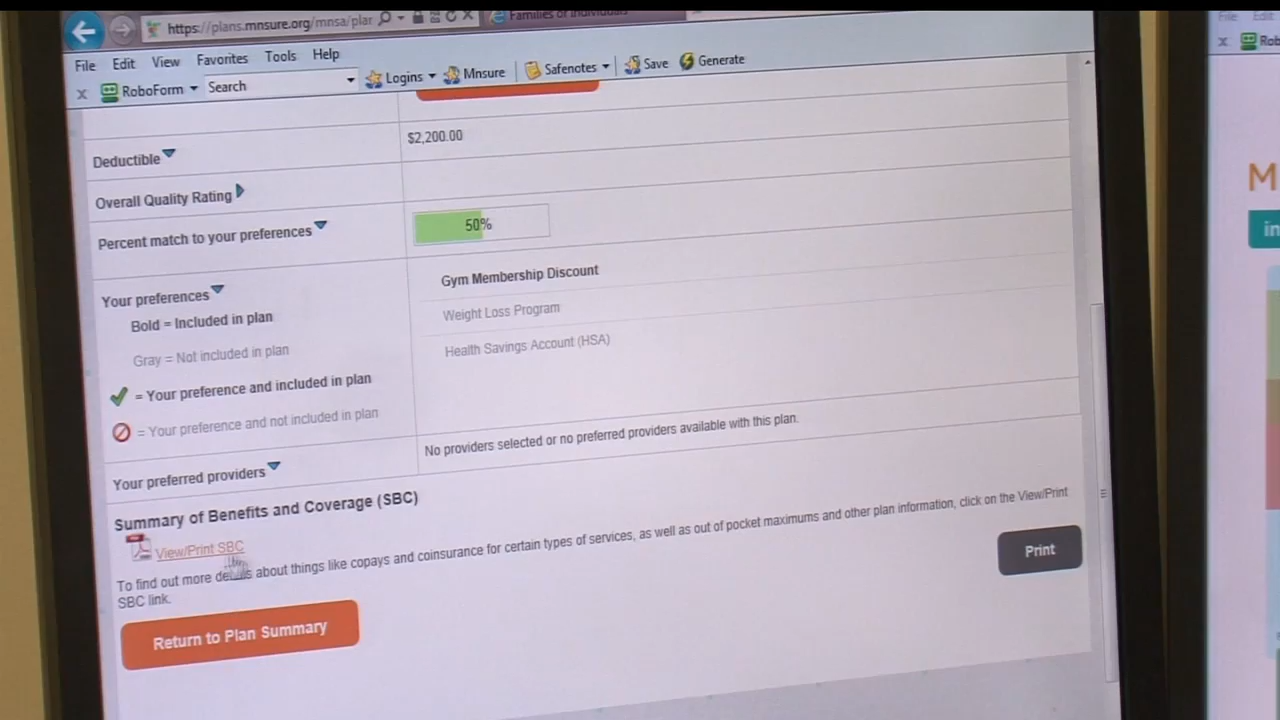 https://plans.mnsure.org/mnsa/plar
Families or Individuals
File Edit View Favorites Tools Help
x RoboForm Search Logins Mnsure Safenotes Save Generate
Deductible $2,200.00
Overall Quality Rating
Percent match to your preferences 50%
Your preferences
Bold = Included in plan
Gray = Not included in plan
= Your preference and included in plan
= Your preference and not included in plan
Gym Membership Discount
Weight Loss Program
Health Savings Account (HSA)
Your preferred providers
No providers selected or no preferred providers available with this plan.
Summary of Benefits and Coverage (SBC)
View/Print SBC
To find out more details about things like copays and coinsurance for certain types of services, as well as out of pocket maximums and other plan information, click on the View/Print
SBC link.
Print
Return to Plan Summary
File Edit
x Rob
M
in